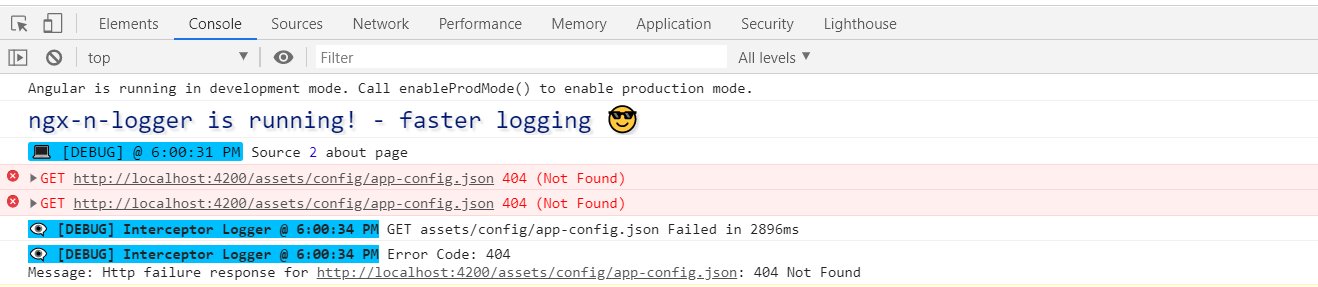 Elements Console Sources Network Performance Memory Application Security Lighthouse
top Filter All levels
Angular is running in development mode. Call enableProdMode() to enable production mode.
ngx-n-logger is running! - faster logging 😎
💻 [DEBUG] @ 6:00:31 PM Source 2 about page
GET http://localhost:4200/assets/config/app-config.json 404 (Not Found)
GET http://localhost:4200/assets/config/app-config.json 404 (Not Found)
[DEBUG] Interceptor Logger @ 6:00:34 PM GET assets/config/app-config.json Failed in 2896ms
[DEBUG] Interceptor Logger @ 6:00:34 PM Error Code: 404
Message: Http failure response for http://localhost:4200/assets/config/app-config.json: 404 Not Found